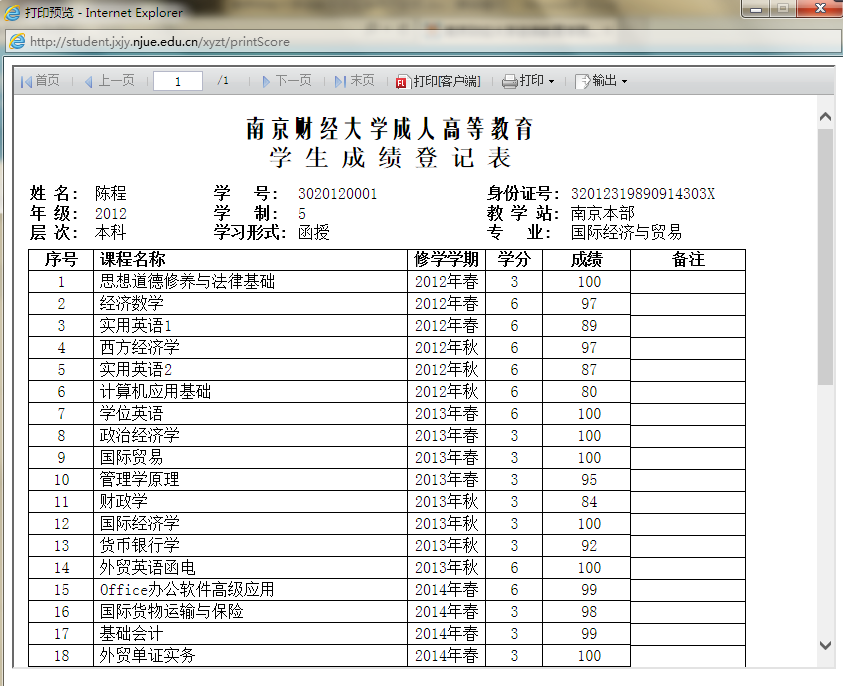 打印预览 - Internet Explorer
http://student.jxjy.njue.edu.cn/xyzt/printScore
首页 上一页 1 /1 下一页 末页 打印[客户端] 打印 输出
南京财经大学成人高等教育
学生成绩登记表
姓 名: 陈程 学 号: 3020120001 身份证号: 32012319890914303X
年 级: 2012 学 制: 5 教 学 站: 南京本部
层 次: 本科 学习形式: 函授 专 业: 国际经济与贸易
序号 课程名称 修学学期 学分 成绩 备注
1 思想道德修养与法律基础 2012年春 3 100
2 经济数学 2012年春 6 97
3 实用英语1 2012年春 6 89
4 西方经济学 2012年秋 6 97
5 实用英语2 2012年秋 6 87
6 计算机应用基础 2012年秋 6 80
7 学位英语 2013年春 6 100
8 政治经济学 2013年春 3 100
9 国际贸易 2013年春 3 100
10 管理学原理 2013年春 3 95
11 财政学 2013年秋 3 84
12 国际经济学 2013年秋 3 100
13 货币银行学 2013年秋 3 92
14 外贸英语函电 2013年秋 6 100
15 Office办公软件高级应用 2014年春 6 99
16 国际货物运输与保险 2014年春 3 98
17 基础会计 2014年春 3 99
18 外贸单证实务 2014年春 3 100